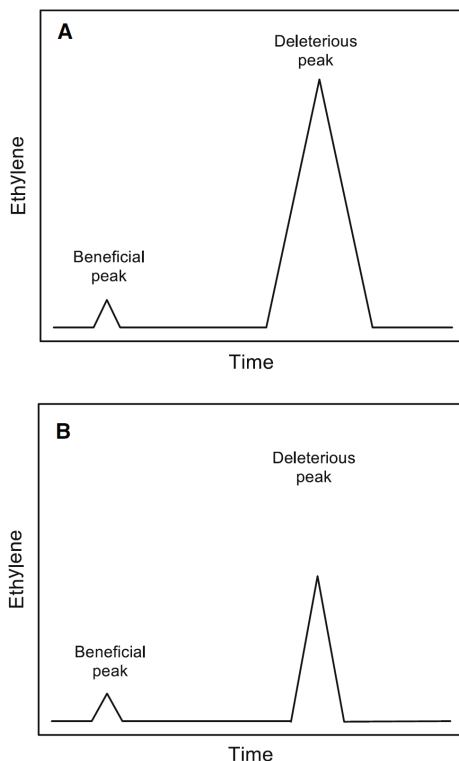 A
Deleterious
peak
Beneficial
peak
Ethylene
Time
B
Deleterious
peak
Beneficial
peak
Ethylene
Time